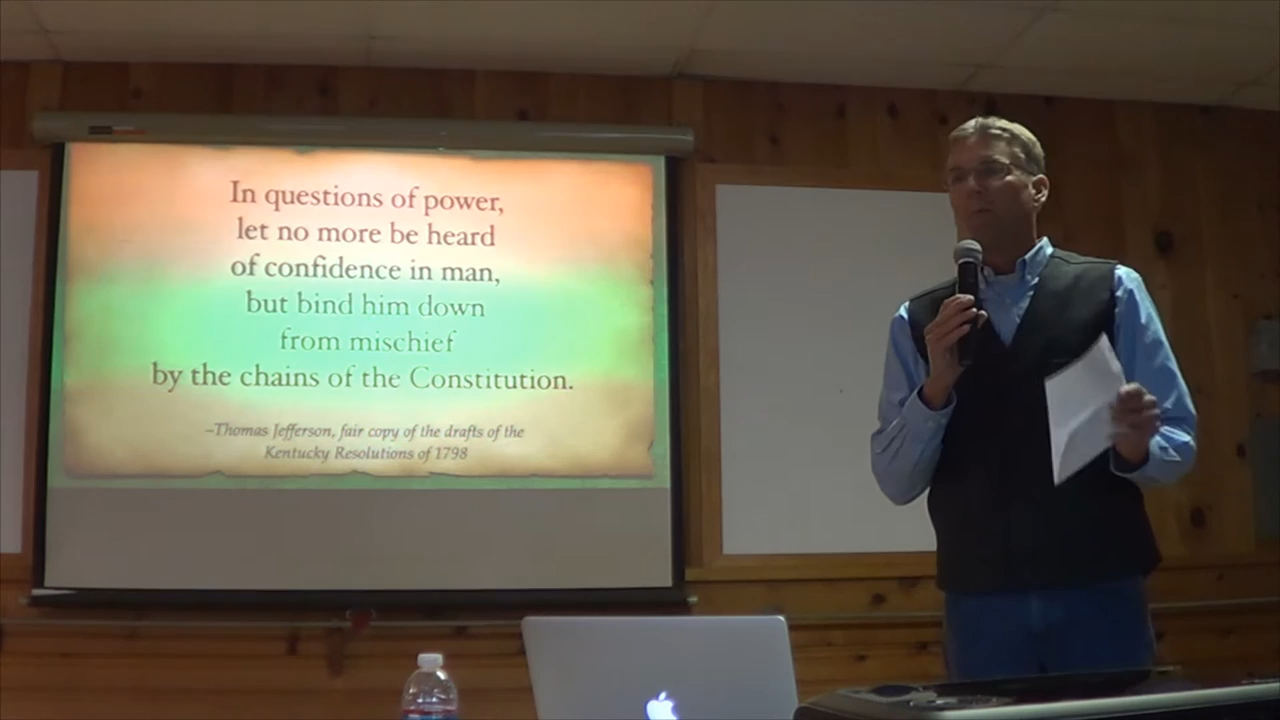 In questions of power,
let no more be heard
of confidence in man,
but bind him down
from mischief
by the chains of the Constitution.
–Thomas Jefferson, fair copy of the drafts of the
Kentucky Resolutions of 1798